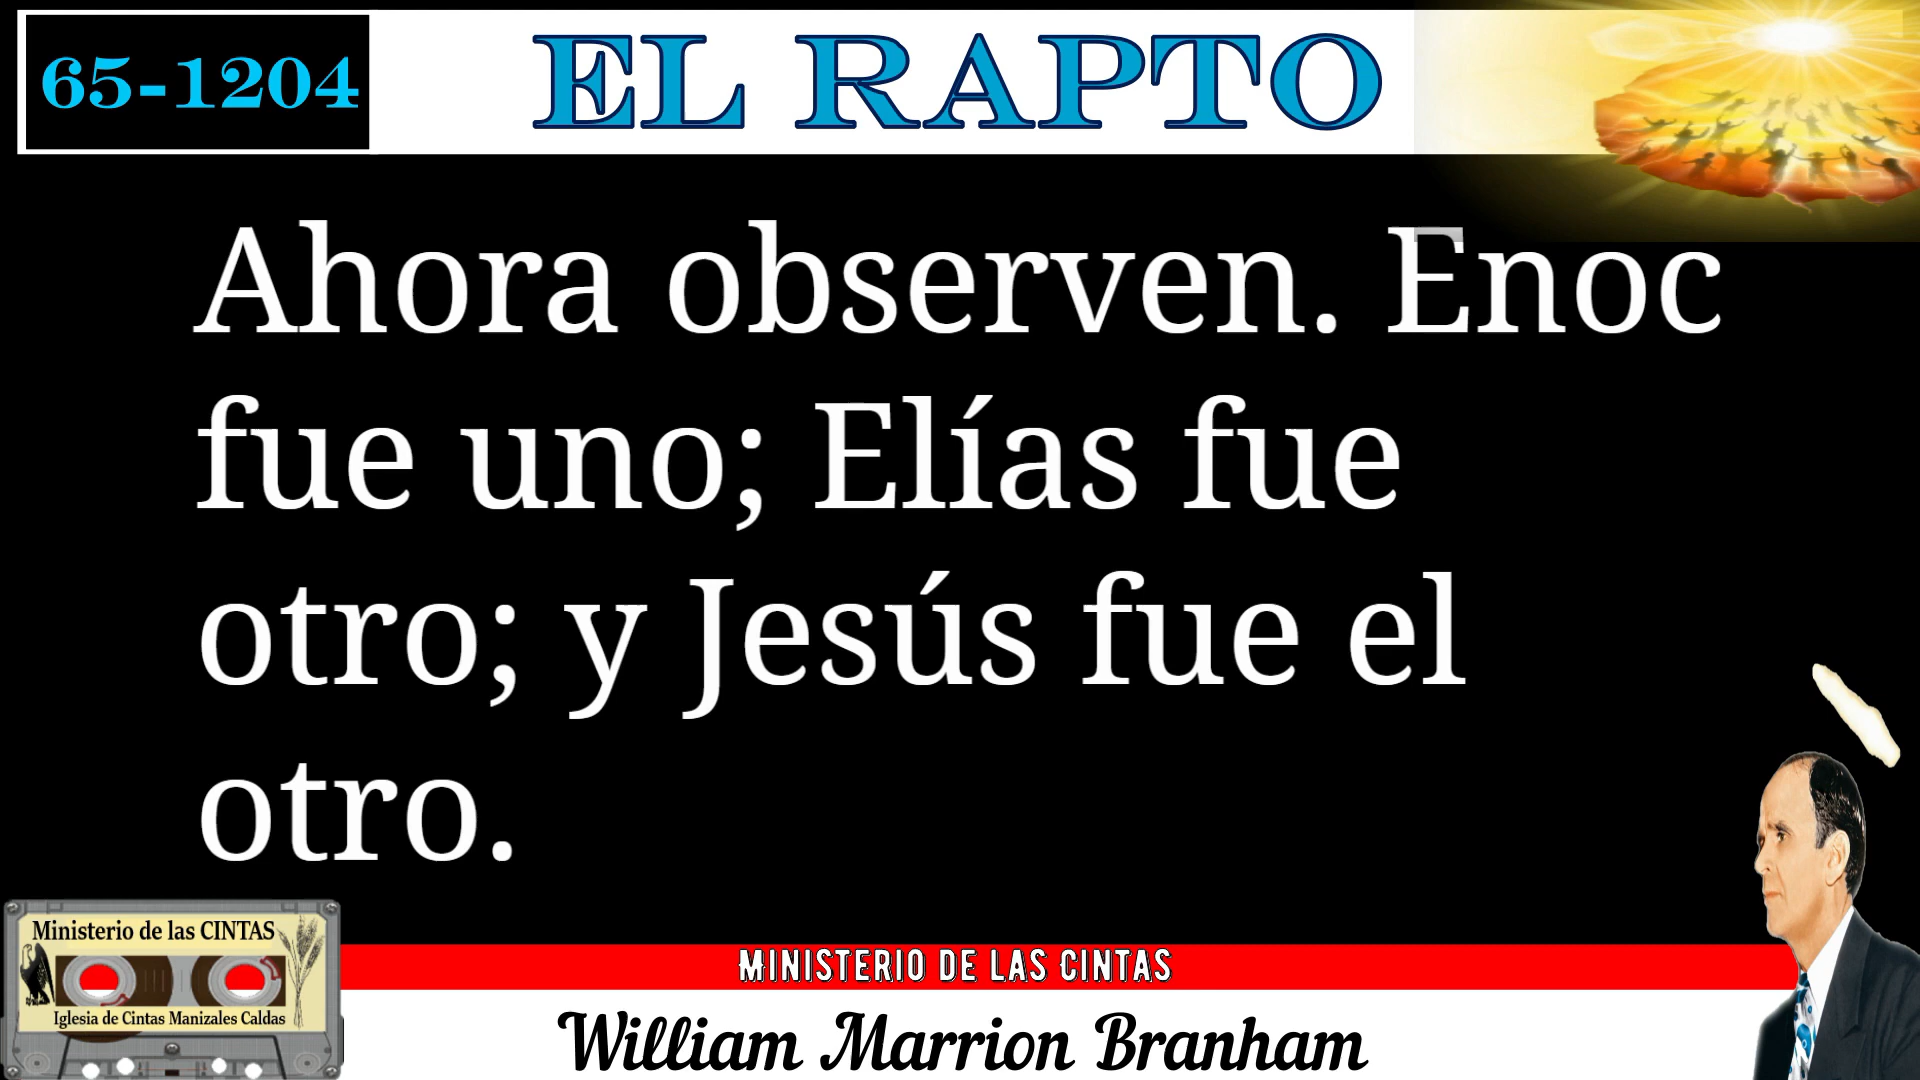 65-1204
EL RAPTO
Ahora observen. Enoc
fue uno; Elías fue
otro; y Jesús fue el
otro.
Ministerio de las CINTAS
Iglesia de Cintas Manizales Caldas
MINISTERIO DE LAS CINTAS
William Marrion Branham